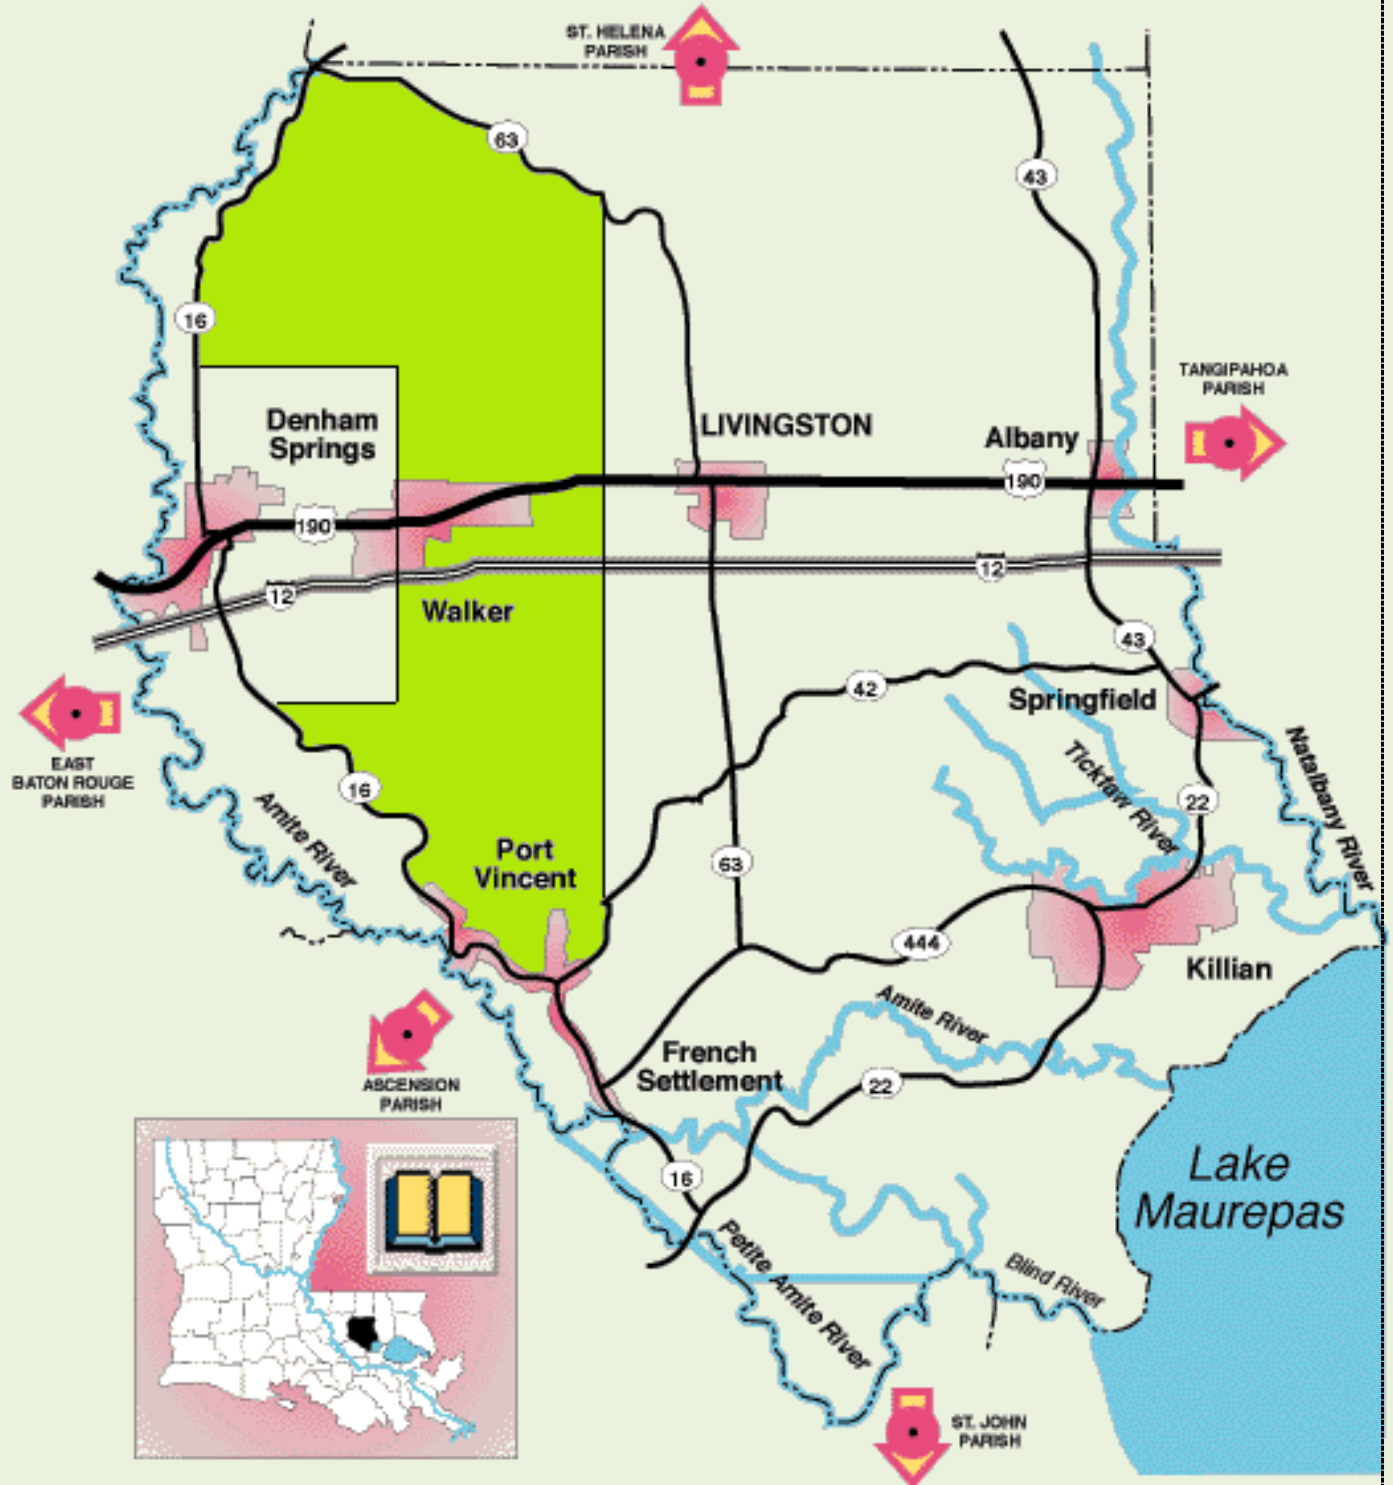 ST. HELENA
PARISH
63
43
16
TANGIPAHOA
PARISH
Denham
Springs
LIVINGSTON
Albany
190
190
12
12
Walker
43
42
Springfield
EAST
BATON ROUGE
PARISH
Natalbany River
Tickfaw River
16
22
Amite River
Port
Vincent
63
444
Killian
Amite River
ASCENSION
PARISH
French
Settlement
22
16
Lake
Maurepas
Petite Amite River
Blind River
ST. JOHN
PARISH